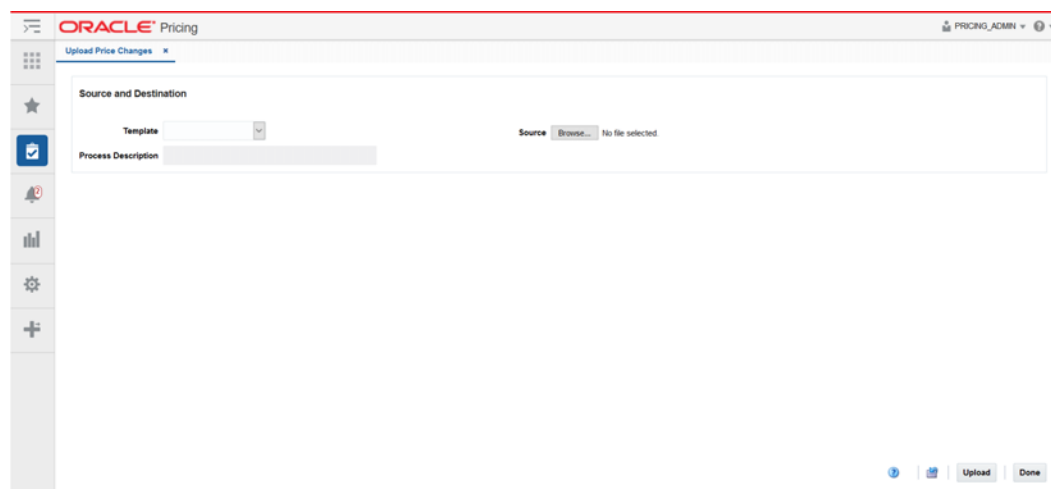 ORACLE® Pricing
PRICING_ADMIN
Upload Price Changes ×
Source and Destination
Template
Source Browse... No file selected.
Process Description
2
Upload Done